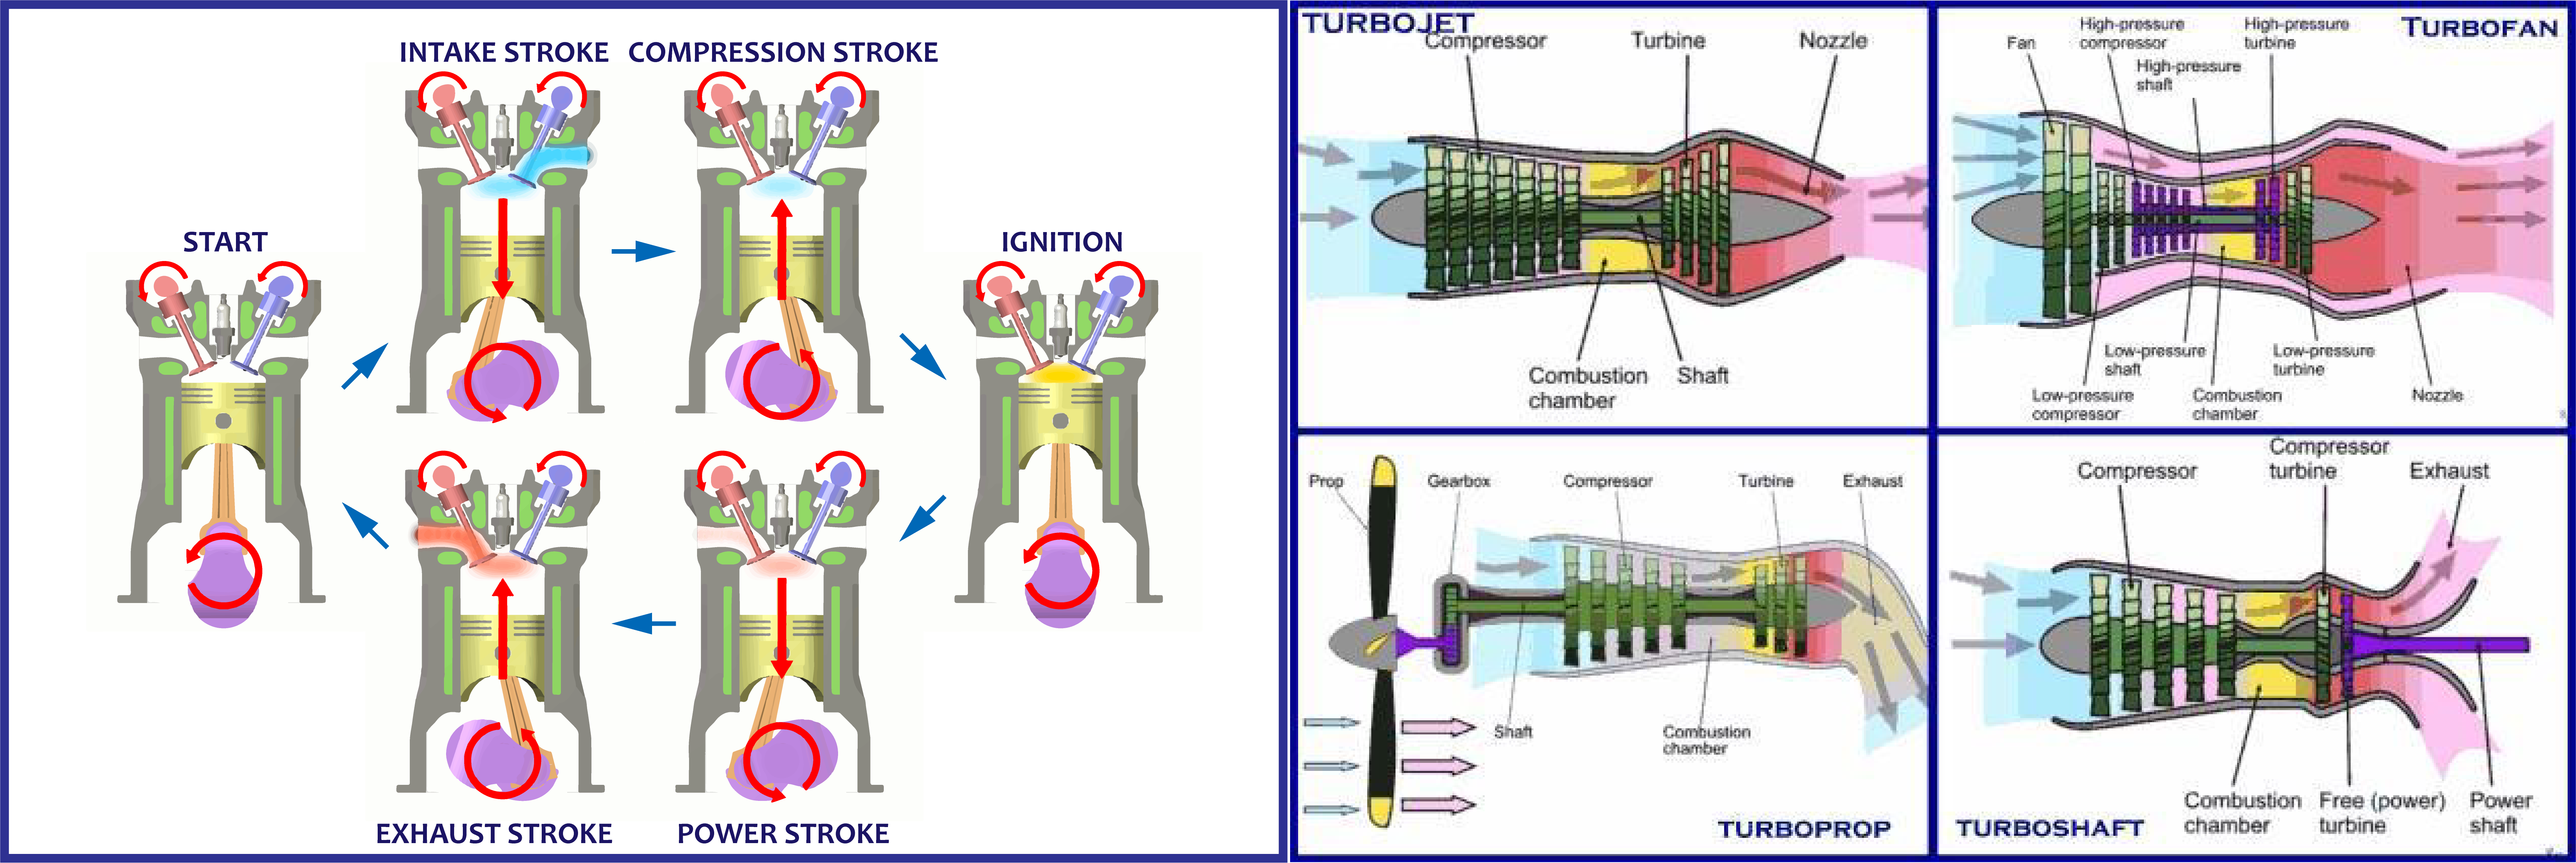 INTAKE STROKE
COMPRESSION STROKE
START
IGNITION
EXHAUST STROKE
POWER STROKE
TURBOJET
Compressor
Turbine
Nozzle
Combustion
chamber
Shaft
TURBOFAN
Fan
High-pressure
compressor
High-pressure
shaft
High-pressure
turbine
Low-pressure
shaft
Low-pressure
turbine
Low-pressure
compressor
Combustion
chamber
Nozzle
Prop
Gearbox
Compressor
Turbine
Exhaust
Shaft
Combustion
chamber
TURBOPROP
Compressor
Compressor
turbine
Exhaust
Combustion
chamber
Free (power)
turbine
Power
shaft
TURBOSHAFT